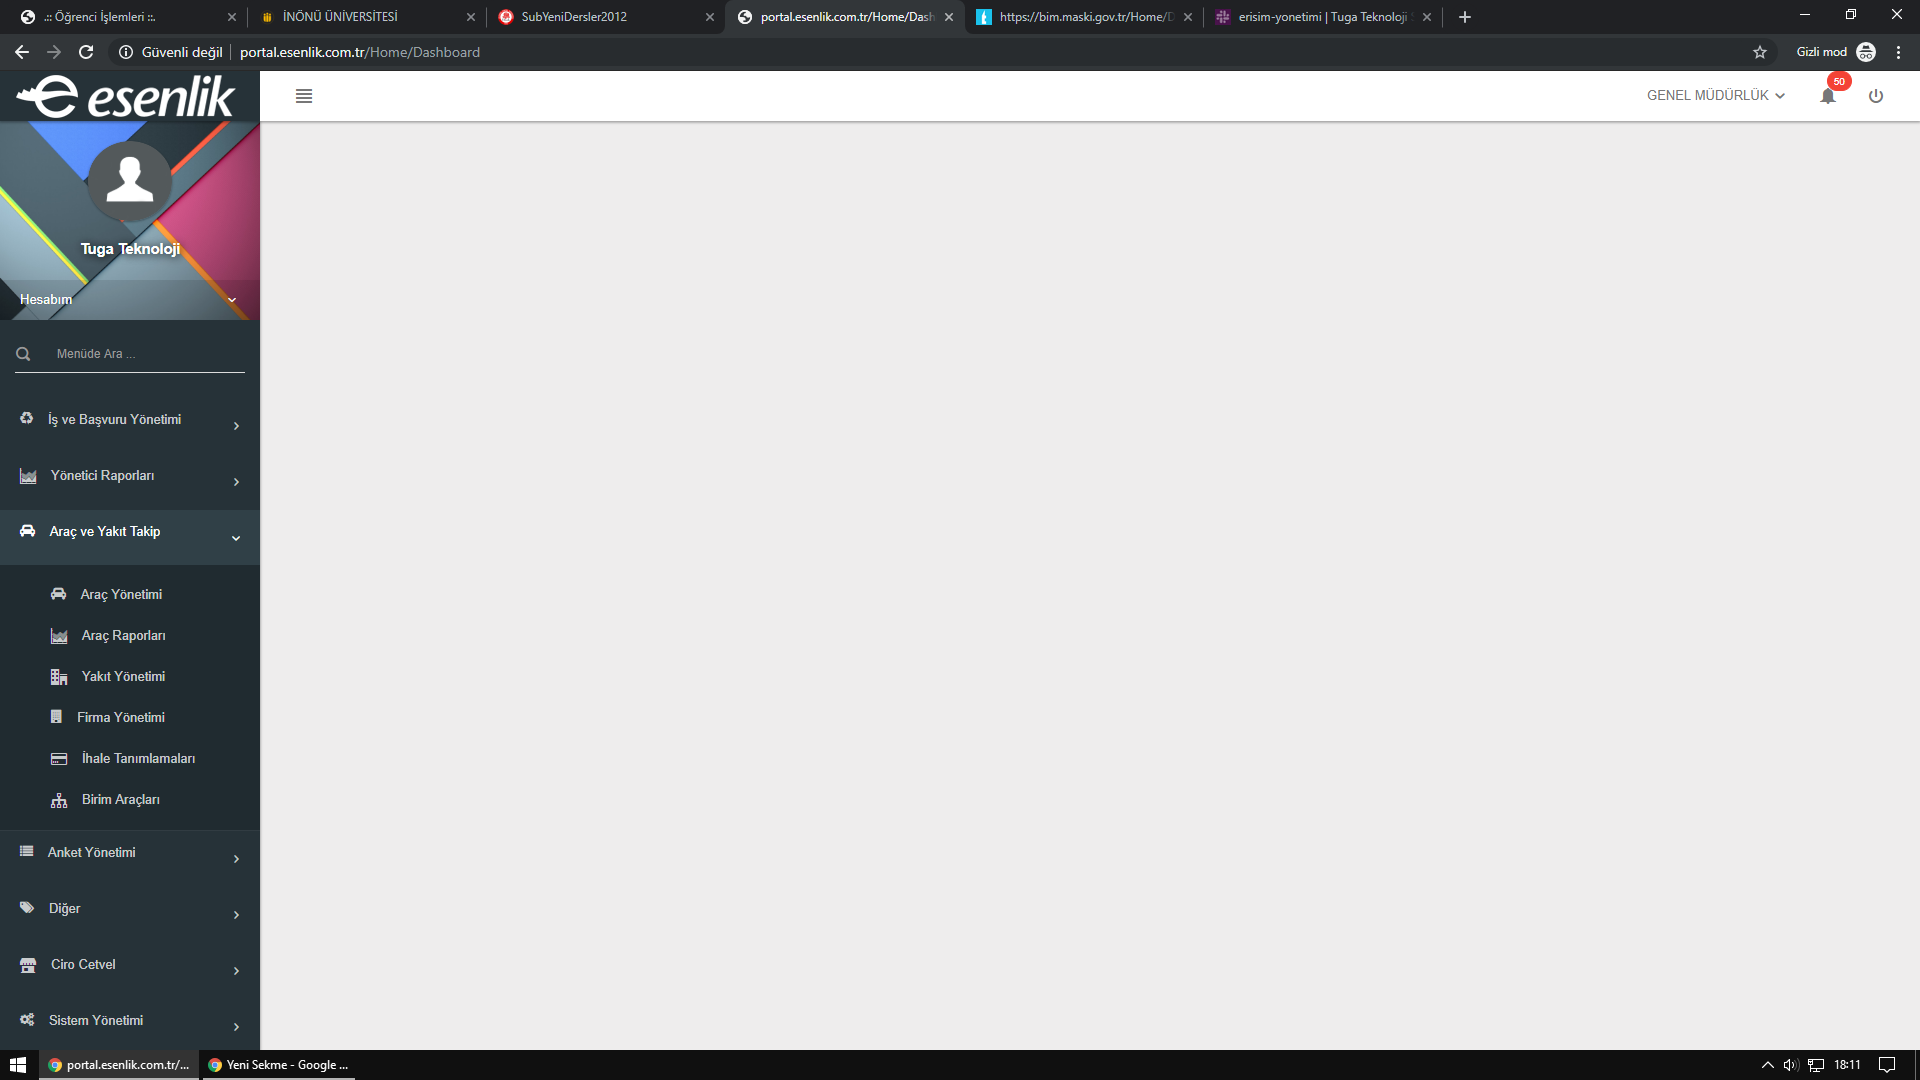 .:: Öğrenci İşlemleri ::.
İNÖNÜ ÜNİVERSİTESİ
SubYeniDersler2012
portal.esenlik.com.tr/Home/Dash
https://bim.maski.gov.tr/Home/D
erisim-yonetimi | Tuga Teknoloji
Güvenli değil
portal.esenlik.com.tr/Home/Dashboard
Gizli mod
esenlik
GENEL MÜDÜRLÜK
50
Tuga Teknoloji
Hesabım
Menüde Ara ...
İş ve Başvuru Yönetimi
Yönetici Raporları
Araç ve Yakıt Takip
Araç Yönetimi
Araç Raporları
Yakıt Yönetimi
Firma Yönetimi
İhale Tanımlamaları
Birim Araçları
Anket Yönetimi
Diğer
Ciro Cetvel
Sistem Yönetimi
portal.esenlik.com.tr/...
Yeni Sekme - Google ...
18:11